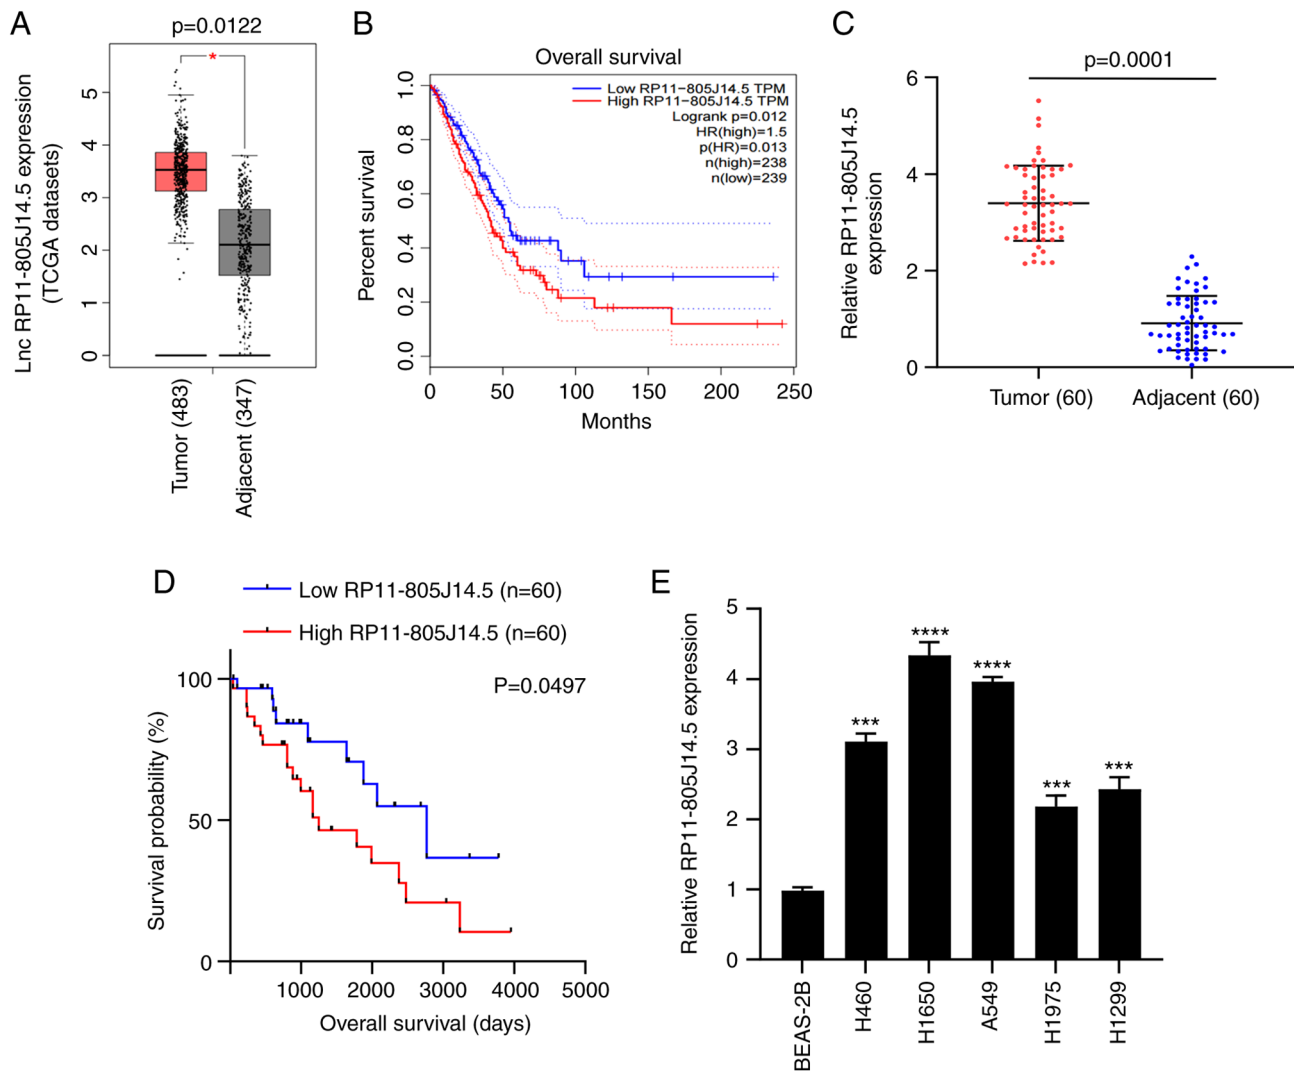 A
p=0.0122
*
Lnc RP11-805J14.5 expression
(TCGA datasets)
5
4
3
2
1
0
Tumor (483)
Adjacent (347)
B
Overall survival
Low RP11-805J14.5 TPM
High RP11-805J14.5 TPM
Logrank p=0.012
HR(high)=1.5
p(HR)=0.013
n(high)=238
n(low)=239
Percent survival
1.0
0.8
0.6
0.4
0.2
0.0
0 50 100 150 200 250
Months
C
p=0.0001
Relative RP11-805J14.5
expression
6
4
2
0
Tumor (60) Adjacent (60)
D
Low RP11-805J14.5 (n=60)
High RP11-805J14.5 (n=60)
P=0.0497
Survival probability (%)
100
50
0
1000 2000 3000 4000 5000
Overall survival (days)
E
Relative RP11-805J14.5 expression
5
4
3
2
1
0
***
****
****
***
***
BEAS-2B
H460
H1650
A549
H1975
H1299